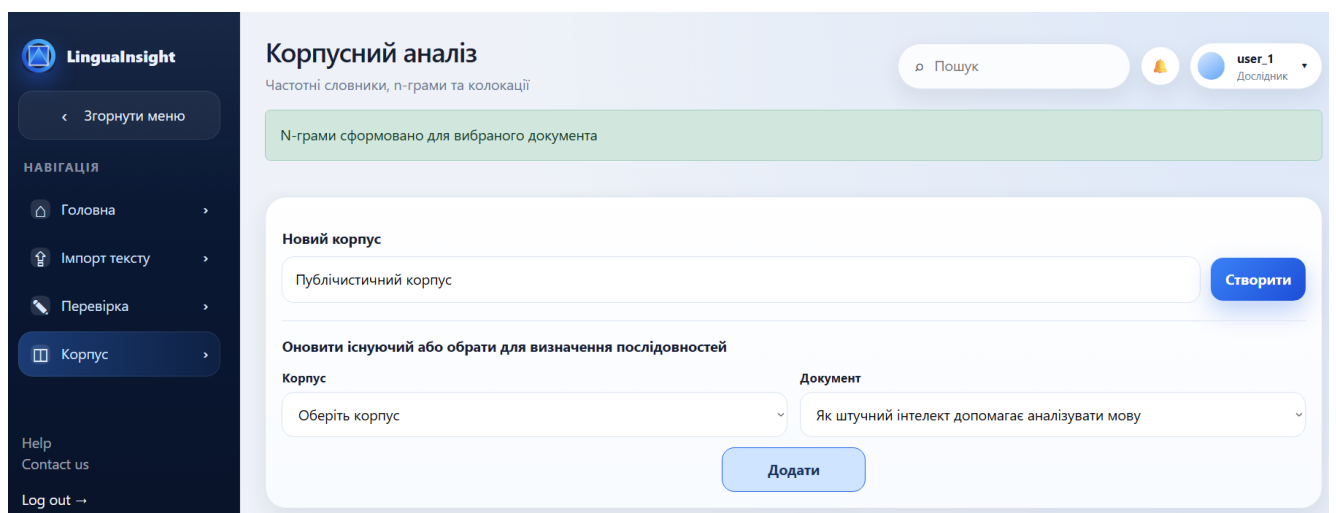 LinguaInsight
‹ Згорнути меню
НАВІГАЦІЯ
Головна ›
Імпорт тексту ›
Перевірка ›
Корпус ›
Help
Contact us
Log out →
Корпусний аналіз
Частотні словники, n-грами та колокації
Пошук
user_1
Дослідник
N-грами сформовано для вибраного документа
Новий корпус
Публічистичний корпус
Створити
Оновити існуючий або обрати для визначення послідовностей
Корпус
Оберіть корпус
Документ
Як штучний інтелект допомагає аналізувати мову
Додати